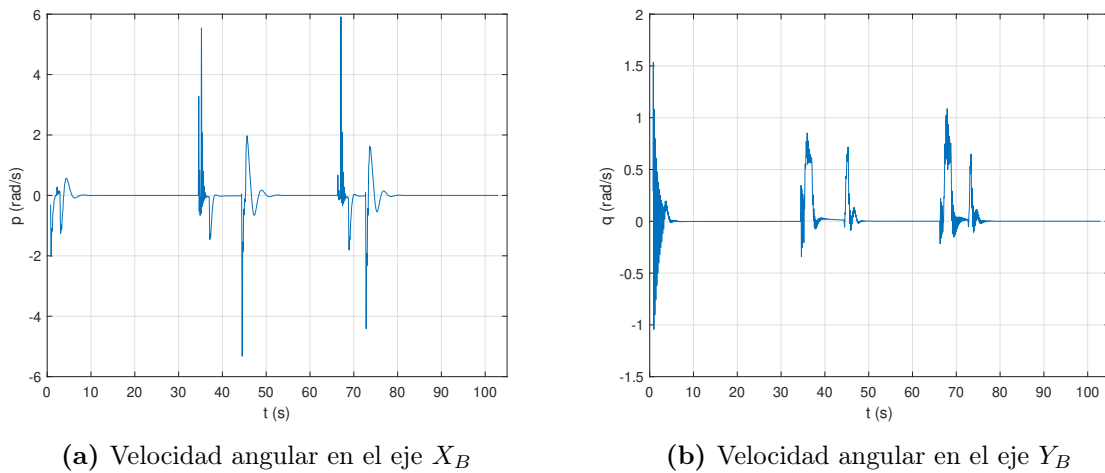 6
4
2
0
-2
-4
-6
p (rad/s)
0 10 20 30 40 50 60 70 80 90 100
t (s)
(a) Velocidad angular en el eje X_B
2
1.5
1
0.5
0
-0.5
-1
-1.5
q (rad/s)
0 10 20 30 40 50 60 70 80 90 100
t (s)
(b) Velocidad angular en el eje Y_B